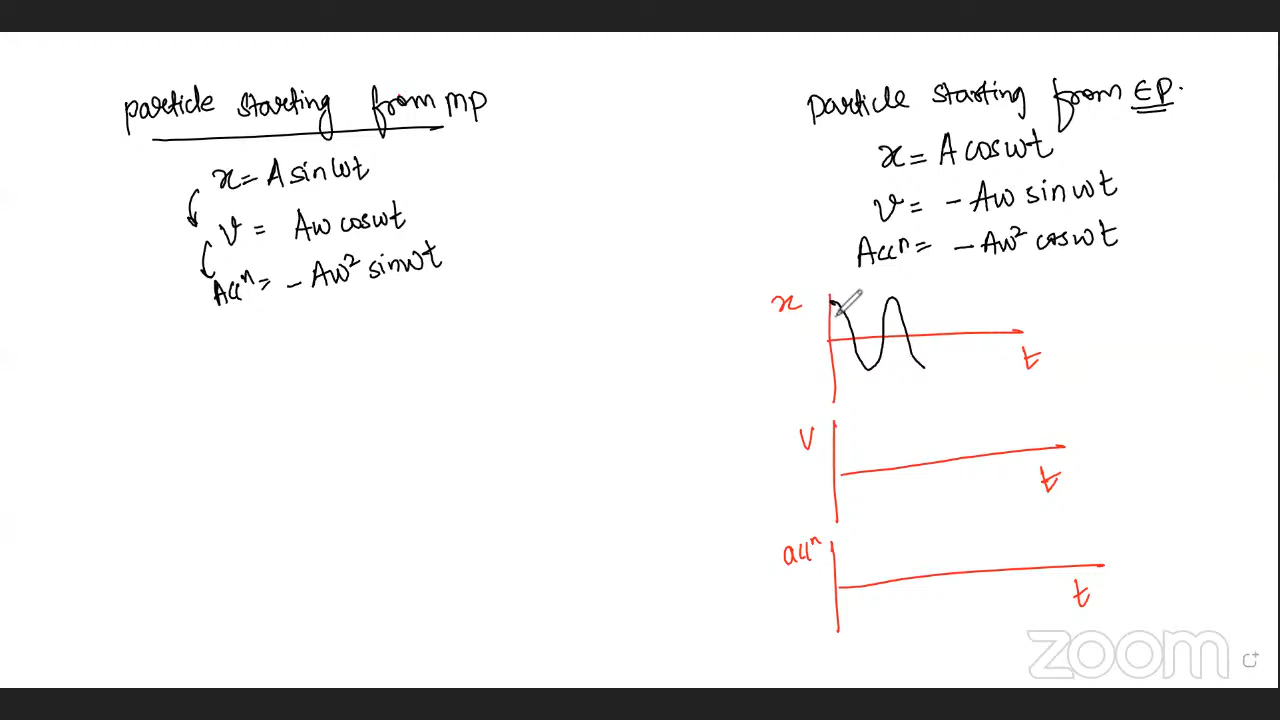 particle starting from MP
x = A sin ωt
v = Aω cos ωt
Accⁿ = - Aω² sin ωt
Particle starting from EP.
x = A cos ωt
v = - Aω sin ωt
Accⁿ = - Aω² cos ωt
x
t
v
t
accⁿ
t
zoom